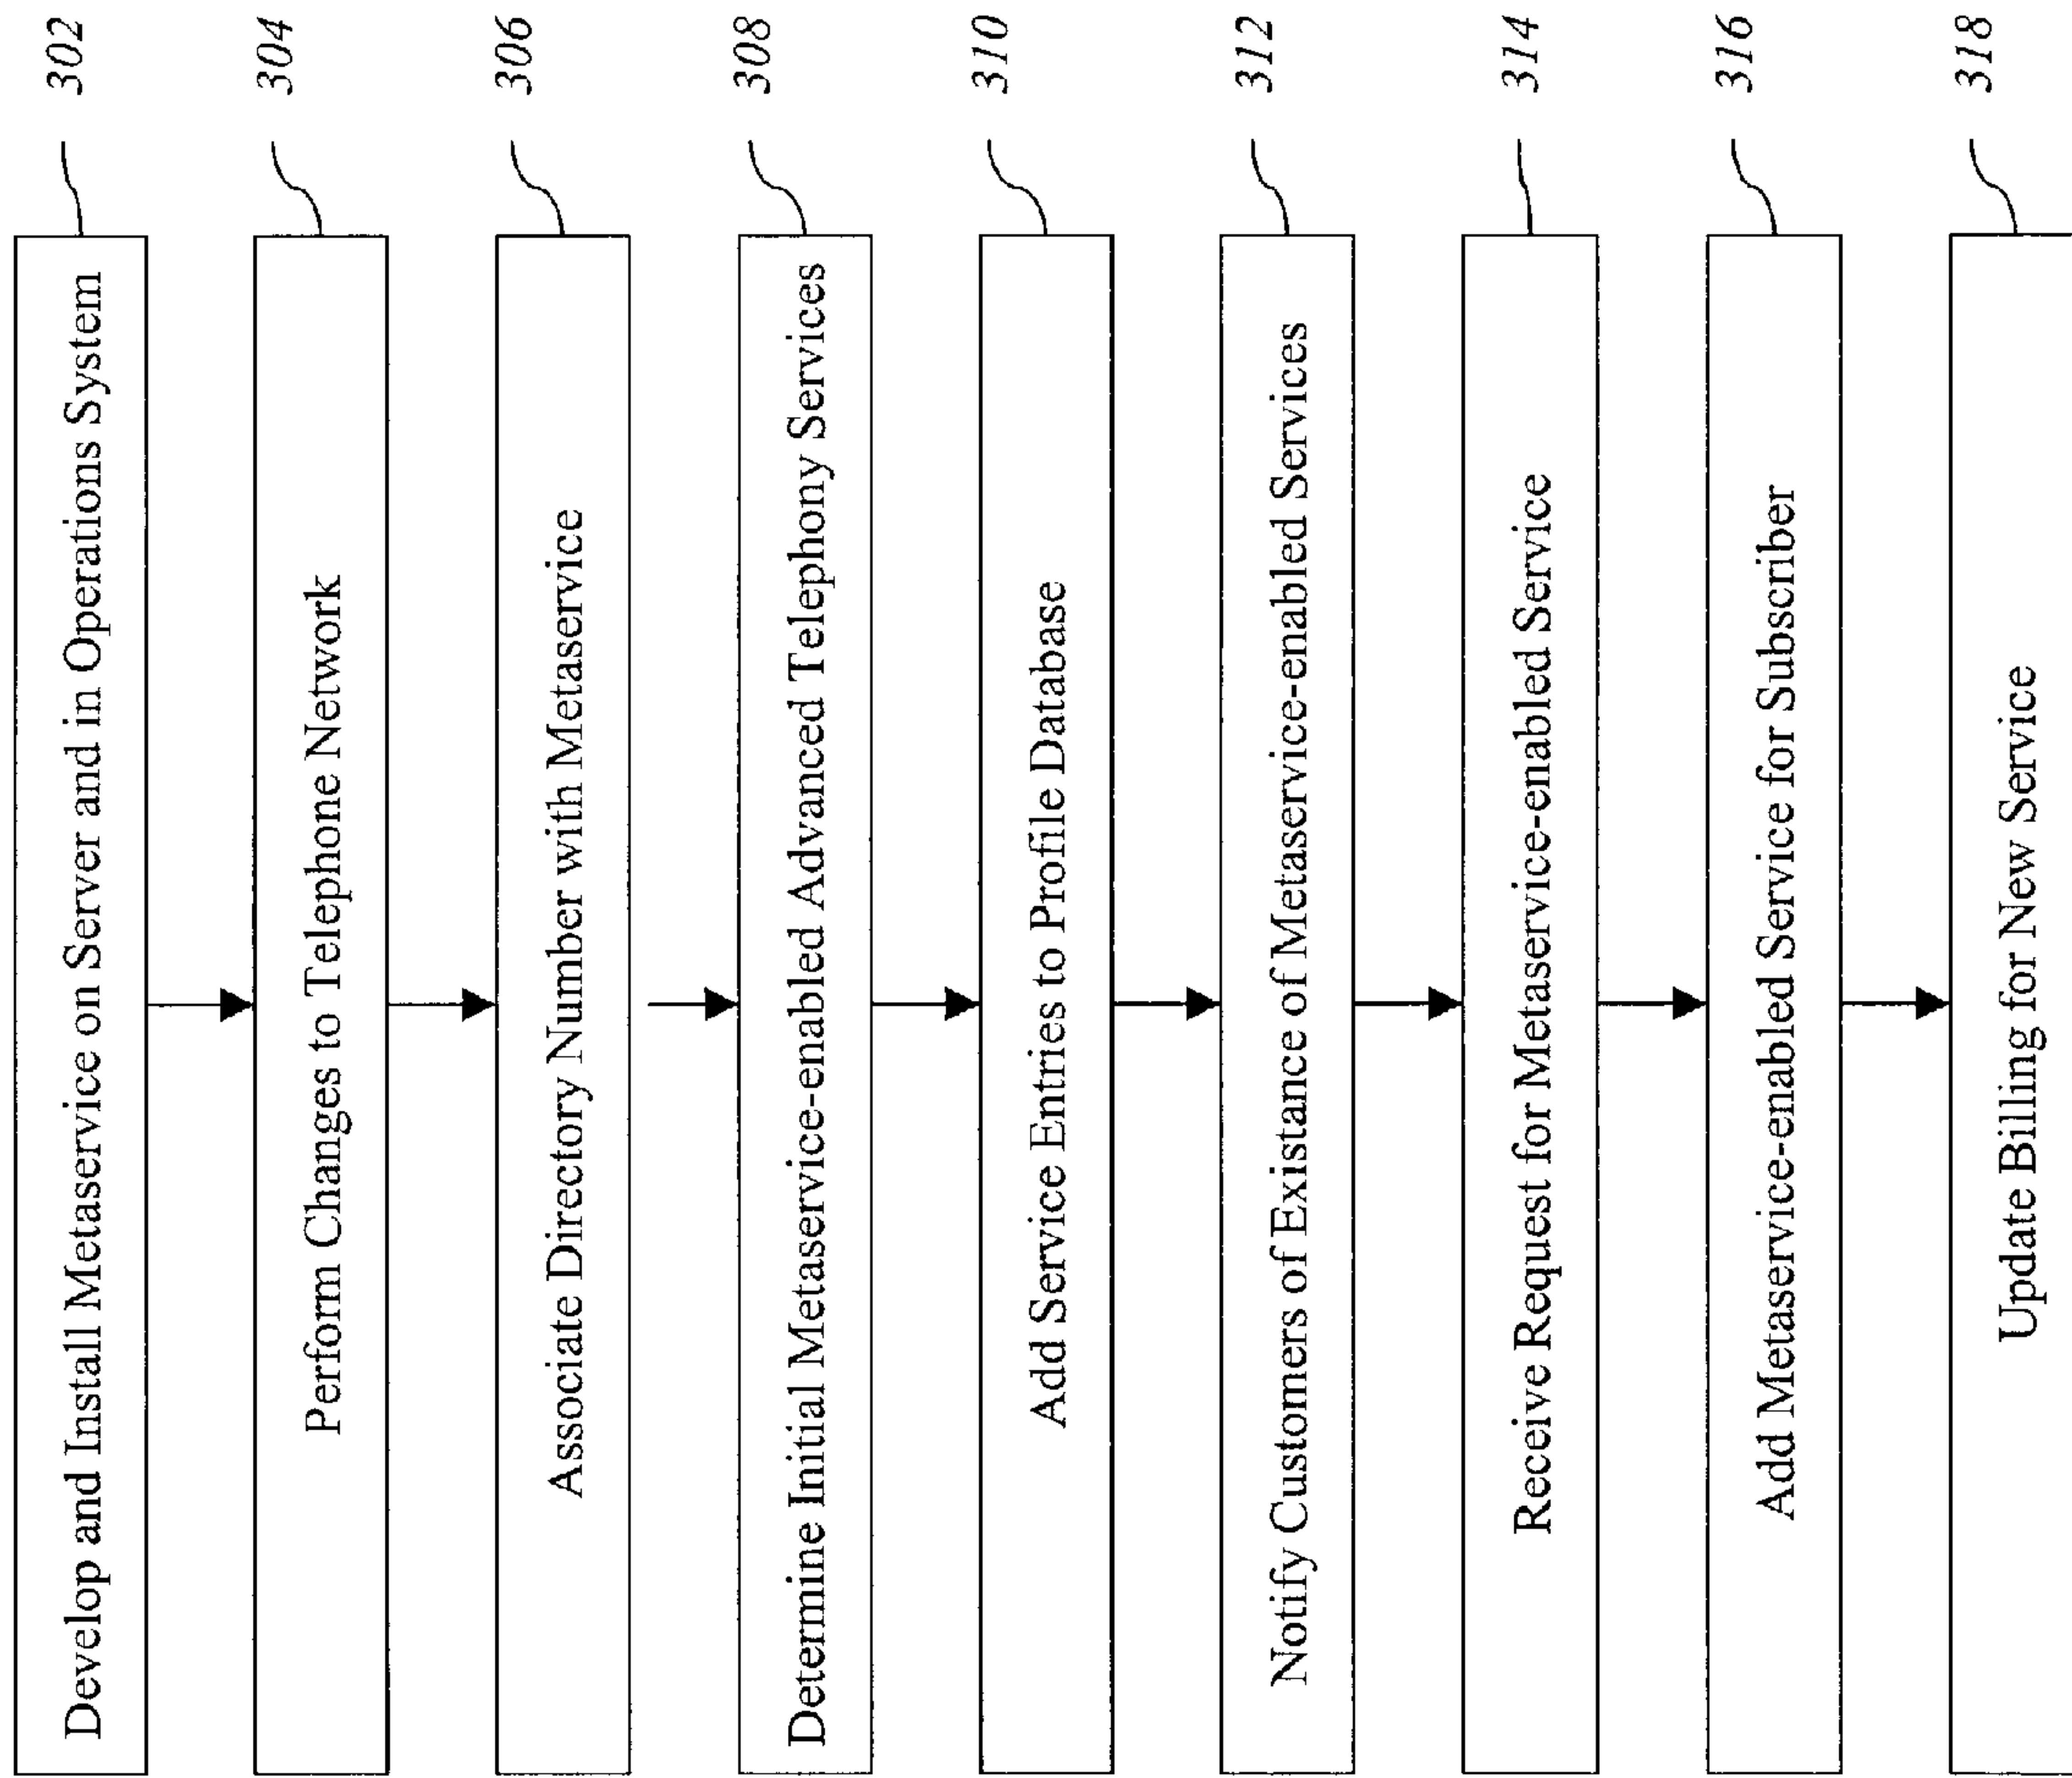 Develop and Install Metaservice on Server and in Operations System
302
Perform Changes to Telephone Network
304
Associate Directory Number with Metaservice
306
Determine Initial Metaservice-enabled Advanced Telephony Services
308
Add Service Entries to Profile Database
310
Notify Customers of Existance of Metaservice-enabled Services
312
Receive Request for Metaservice-enabled Service
314
Add Metaservice-enabled Service for Subscriber
316
Update Billing for New Service
318